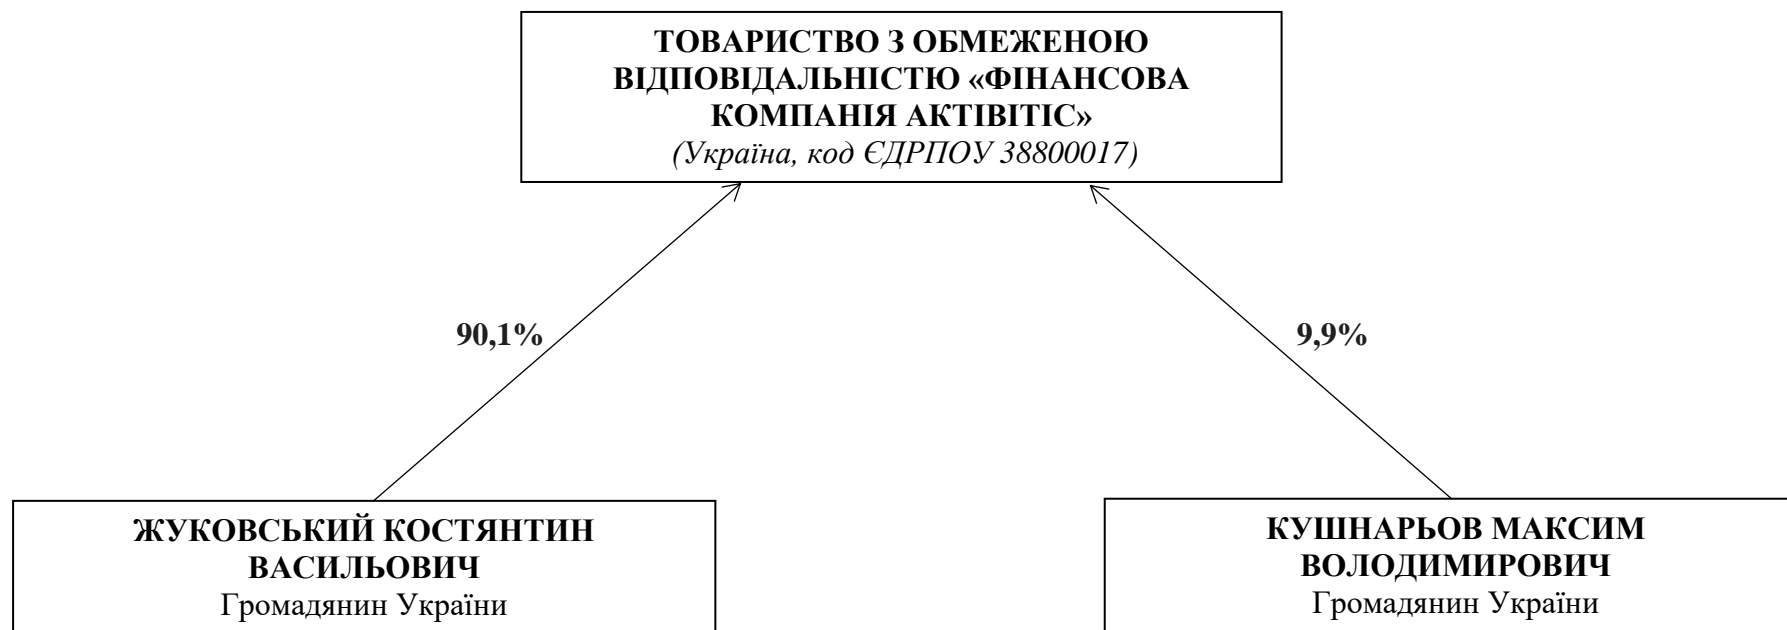 ТОВАРИСТВО З ОБМЕЖЕНОЮ
ВІДПОВІДАЛЬНІСТЮ «ФІНАНСОВА
КОМПАНІЯ АКТІВІТІС»
(Україна, код ЄДРПОУ 38800017)
90,1%
9,9%
ЖУКОВСЬКИЙ КОСТЯНТИН
ВАСИЛЬОВИЧ
Громадянин України
КУШНАРЬОВ МАКСИМ
ВОЛОДИМИРОВИЧ
Громадянин України